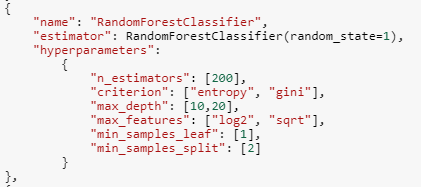 {
"name": "RandomForestClassifier",
"estimator": RandomForestClassifier(random_state=1),
"hyperparameters":
{
"n_estimators": [200],
"criterion": ["entropy", "gini"],
"max_depth": [10,20],
"max_features": ["log2", "sqrt"],
"min_samples_leaf": [1],
"min_samples_split": [2]
}
},